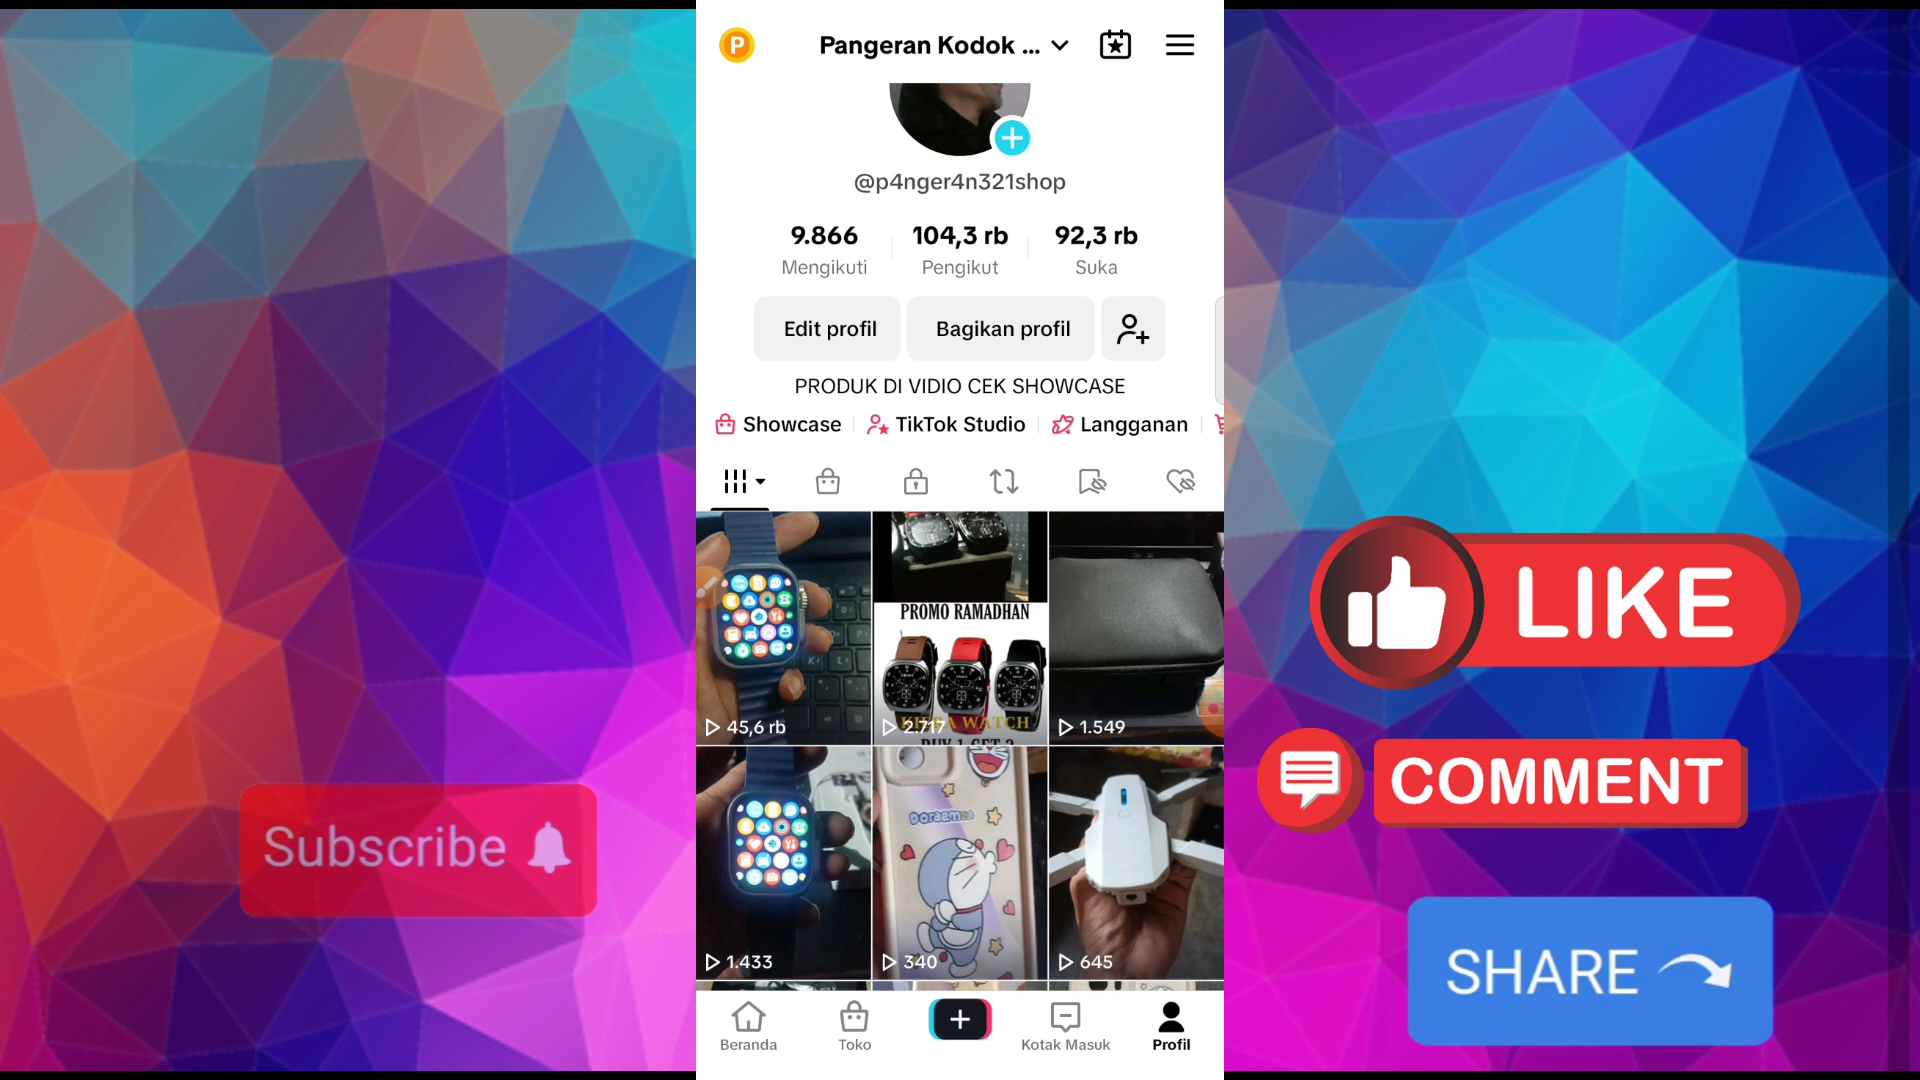 P
Pangeran Kodok ...
@p4nger4n321shop
9.866
Mengikuti
104,3 rb
Pengikut
92,3 rb
Suka
Edit profil
Bagikan profil
PRODUK DI VIDIO CEK SHOWCASE
Showcase
TikTok Studio
Langganan
45,6 rb
PROMO RAMADHAN
WATCH
2.717
1.549
1.433
DORaEmon
340
645
Beranda
Toko
Kotak Masuk
Profil
Subscribe
LIKE
COMMENT
SHARE